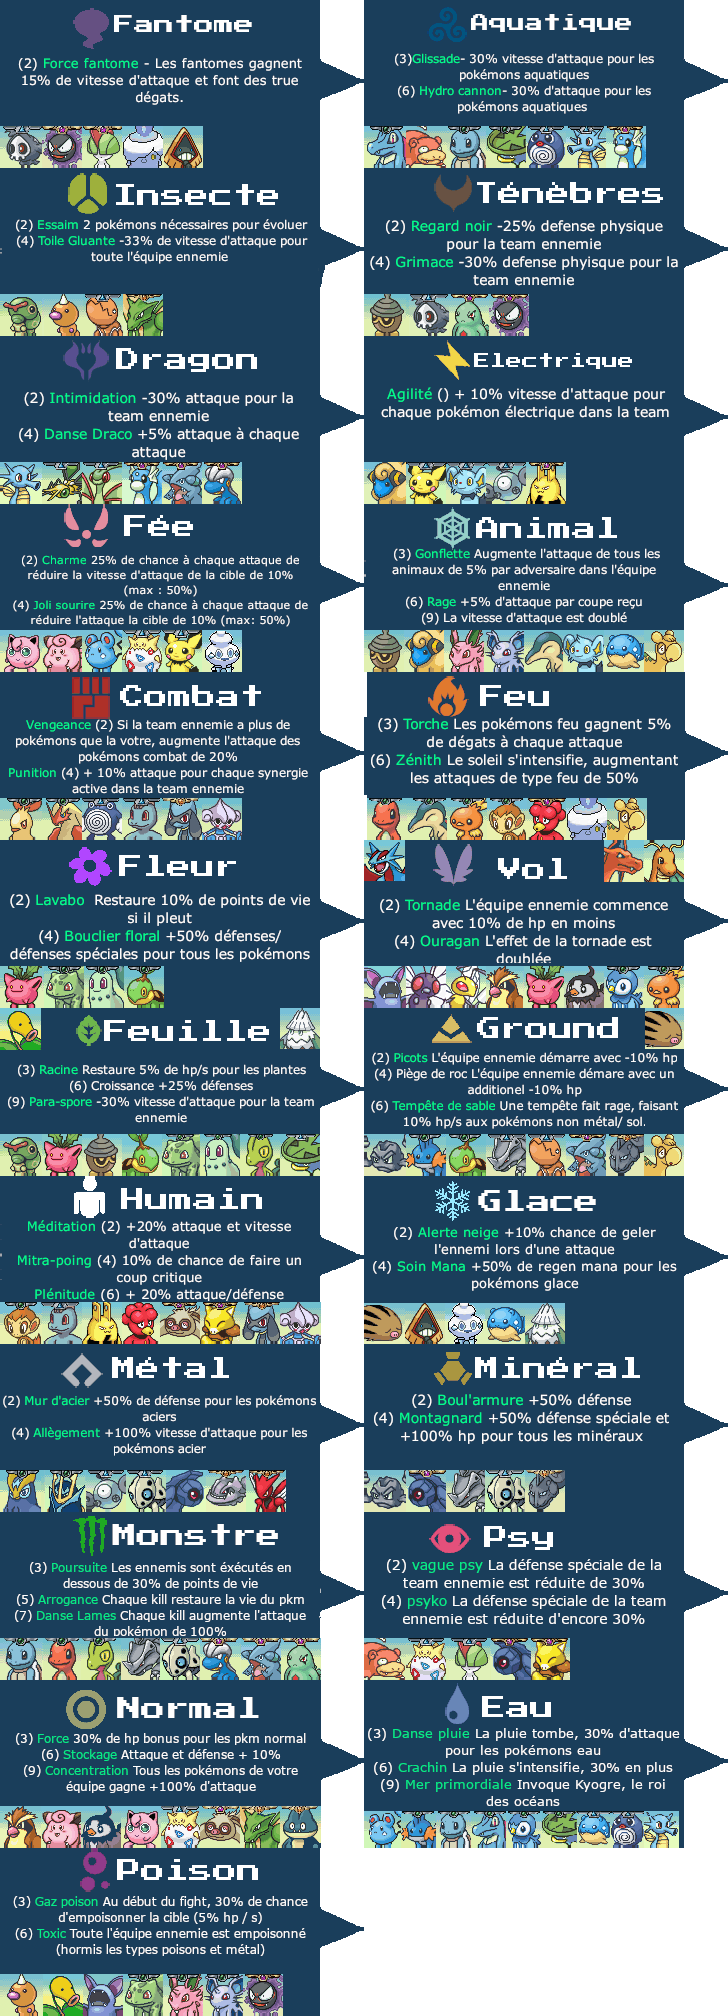 Fantome
(2) Force fantome - Les fantomes gagnent
15% de vitesse d'attaque et font des true
dégats.
Aquatique
(3)Glissade- 30% vitesse d'attaque pour les
pokémons aquatiques
(6) Hydro cannon- 30% d'attaque pour les
pokémons aquatiques
Insecte
(2) Essaim 2 pokémons nécessaires pour évoluer
(4) Toile Gluante -33% de vitesse d'attaque pour
toute l'équipe ennemie
Ténèbres
(2) Regard noir -25% defense physique
pour la team ennemie
(4) Grimace -30% defense phyisque pour la
team ennemie
Dragon
(2) Intimidation -30% attaque pour la
team ennemie
(4) Danse Draco +5% attaque à chaque
attaque
Electrique
Agilité () + 10% vitesse d'attaque pour
chaque pokémon électrique dans la team
Fée
(2) Charme 25% de chance à chaque attaque de
réduire la vitesse d'attaque de la cible de 10%
(max : 50%)
(4) Joli sourire 25% de chance à chaque attaque de
réduire l'attaque la cible de 10% (max: 50%)
Animal
(3) Gonflette Augmente l'attaque de tous les
animaux de 5% par adversaire dans l'équipe
ennemie
(6) Rage +5% d'attaque par coupe reçu
(9) La vitesse d'attaque est doublé
Combat
Vengeance (2) Si la team ennemie a plus de
pokémons que la votre, augmente l'attaque des
pokémons combat de 20%
Punition (4) + 10% attaque pour chaque synergie
active dans la team ennemie
Feu
(3) Torche Les pokémons feu gagnent 5%
de dégats à chaque attaque
(6) Zénith Le soleil s'intensifie, augmentant
les attaques de type feu de 50%
Fleur
(2) Lavabo Restaure 10% de points de vie
si il pleut
(4) Bouclier floral +50% défenses/
défenses spéciales pour tous les pokémons
Vol
(2) Tornade L'équipe ennemie commence
avec 10% de hp en moins
(4) Ouragan L'effet de la tornade est
doublée
Feuille
(3) Racine Restaure 5% de hp/s pour les plantes
(6) Croissance +25% défenses
(9) Para-spore -30% vitesse d'attaque pour la team
ennemie
Ground
(2) Picots L'équipe ennemie démarre avec -10% hp
(4) Piège de roc L'équipe ennemie démare avec un
additionel -10% hp
(6) Tempête de sable Une tempête fait rage, faisant
10% hp/s aux pokémons non métal/ sol.
Humain
Méditation (2) +20% attaque et vitesse
d'attaque
Mitra-poing (4) 10% de chance de faire un
coup critique
Plénitude (6) + 20% attaque/défense
Glace
(2) Alerte neige +10% chance de geler
l'ennemi lors d'une attaque
(4) Soin Mana +50% de regen mana pour les
pokémons glace
Métal
(2) Mur d'acier +50% de défense pour les pokémons
aciers
(4) Allègement +100% vitesse d'attaque pour les
pokémons acier
Minéral
(2) Boul'armure +50% défense
(4) Montagnard +50% défense spéciale et
+100% hp pour tous les minéraux
Monstre
(3) Poursuite Les ennemis sont éxécutés en
dessous de 30% de points de vie
(5) Arrogance Chaque kill restaure la vie du pkm
(7) Danse Lames Chaque kill augmente l'attaque
du pokémon de 100%
Psy
(2) vague psy La défense spéciale de la
team ennemie est réduite de 30%
(4) psyko La défense spéciale de la team
ennemie est réduite d'encore 30%
Normal
(3) Force 30% de hp bonus pour les pkm normal
(6) Stockage Attaque et défense + 10%
(9) Concentration Tous les pokémons de votre
équipe gagne +100% d'attaque
Eau
(3) Danse pluie La pluie tombe, 30% d'attaque
pour les pokémons eau
(6) Crachin La pluie s'intensifie, 30% en plus
(9) Mer primordiale Invoque Kyogre, le roi
des océans
Poison
(3) Gaz poison Au début du fight, 30% de chance
d'empoisonner la cible (5% hp / s)
(6) Toxic Toute l'équipe ennemie est empoisonné
(hormis les types poisons et métal)